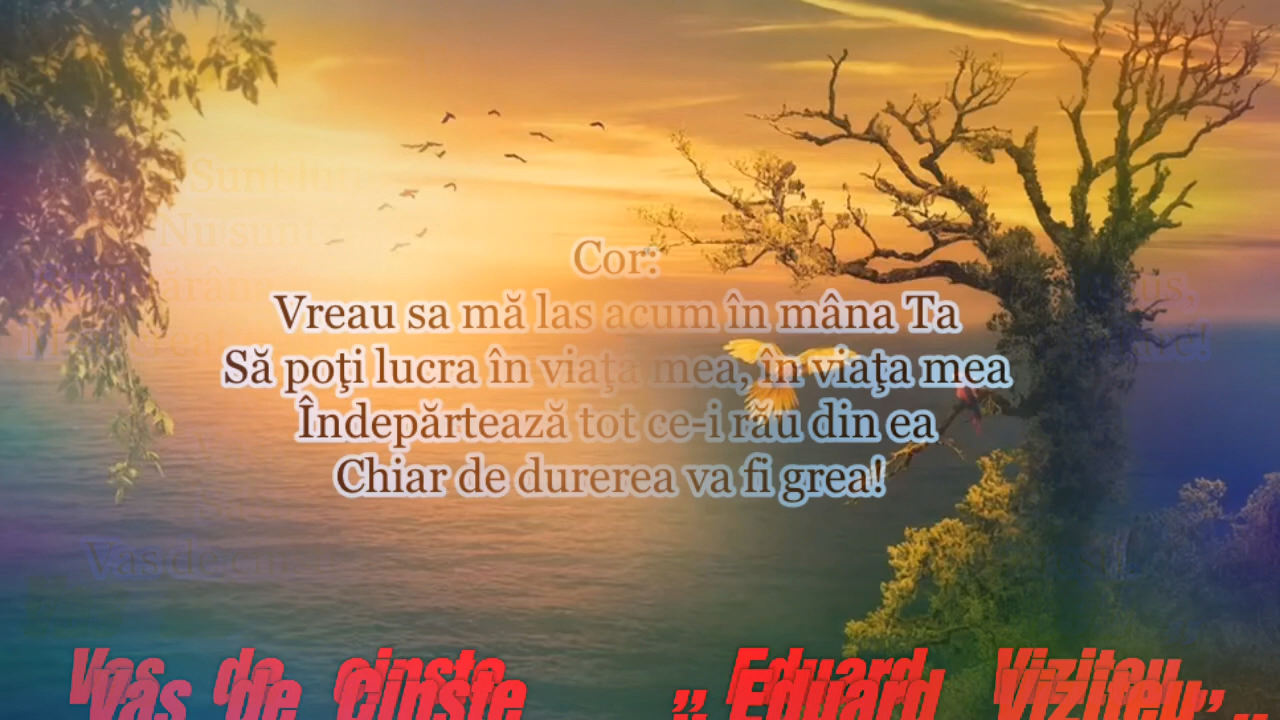 Cor:
Vreau sa mă las acum în mâna Ta
Să poţi lucra în viaţa mea, în viaţa mea
Îndepărtează tot ce-i rău din ea
Chiar de durerea va fi grea!
Vas de cinste ,, Eduard Viziteu,,